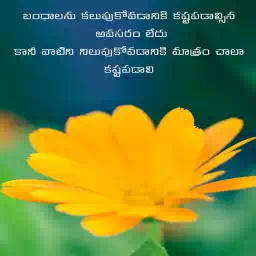 బంధాలను కలుపుకోవడానికి కష్టపడాల్సిన
అవసరం లేదు
కానీ వాటిని నిలుపుకోవడానికి మాత్రం చాలా
కష్టపడాలి